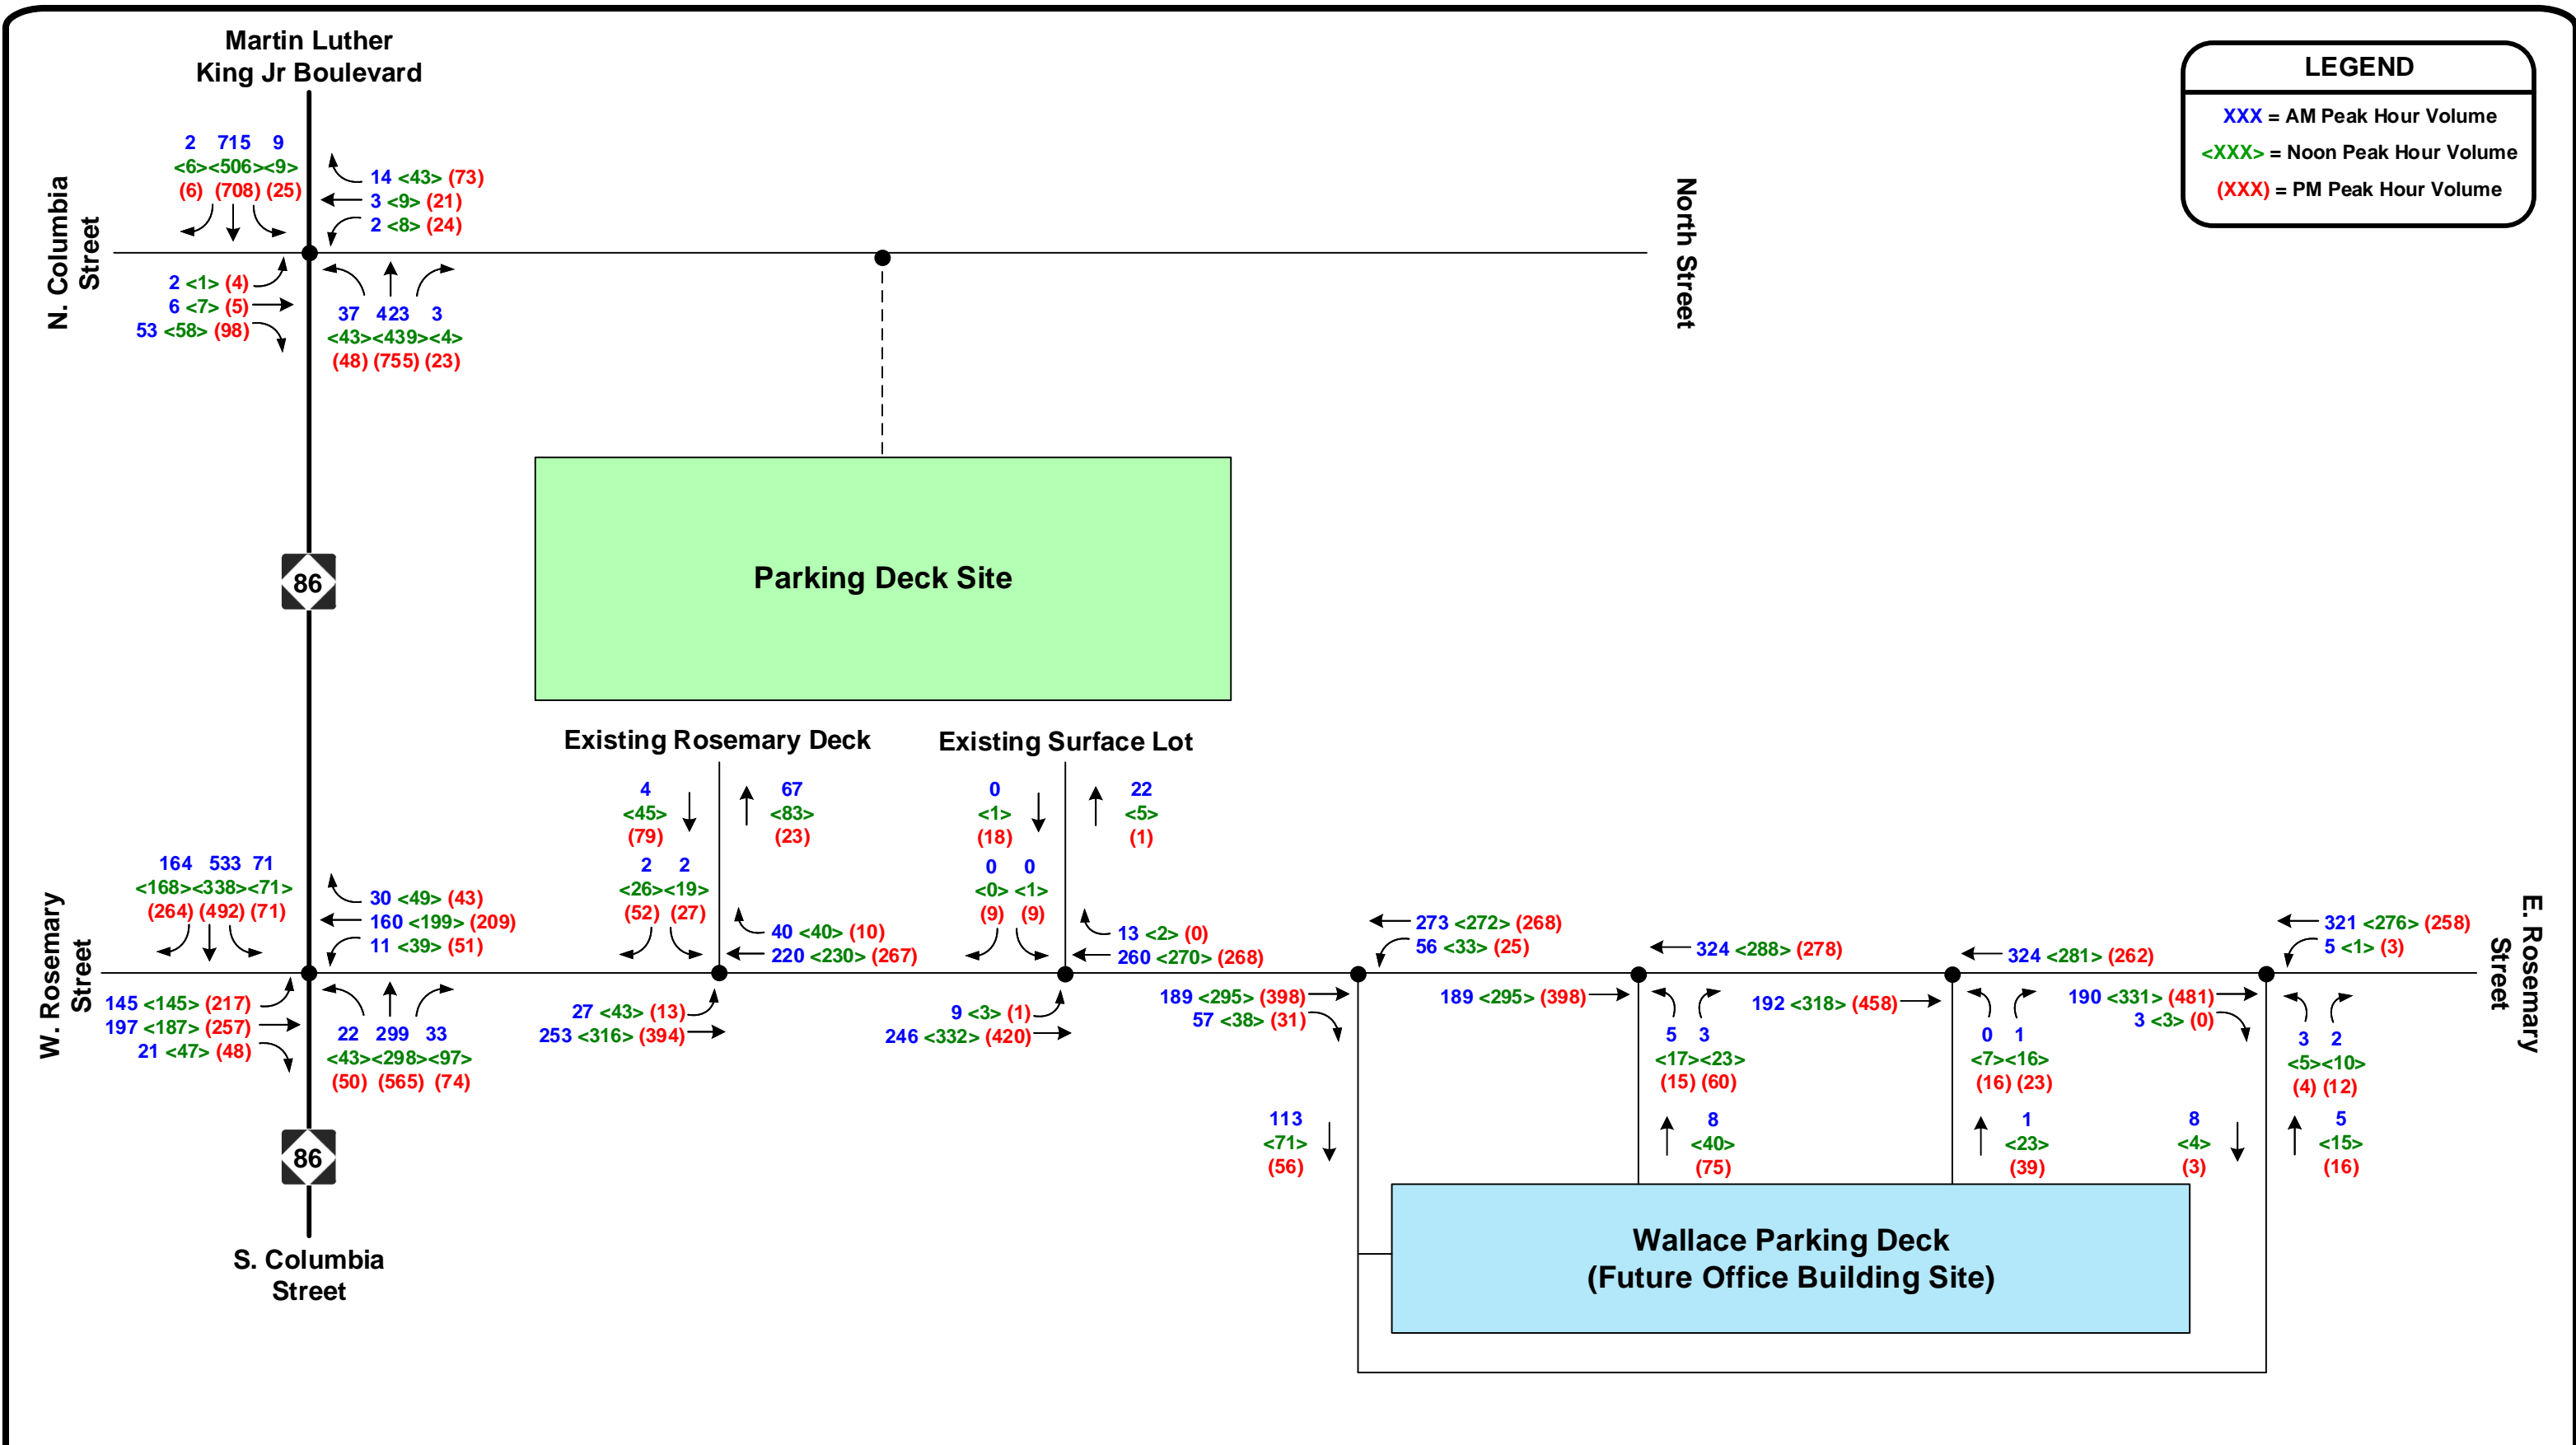 Martin Luther
King Jr Boulevard
LEGEND
XXX = AM Peak Hour Volume
<XXX> = Noon Peak Hour Volume
(XXX) = PM Peak Hour Volume
2 715 9
<6><506><9>
(6) (708) (25)
14 <43> (73)
3 <9> (21)
2 <8> (24)
N. Columbia
Street
North Street
2 <1> (4)
6 <7> (5)
53 <58> (98)
37 423 3
<43><439><4>
(48) (755) (23)
86
Parking Deck Site
Existing Rosemary Deck
Existing Surface Lot
4
<45>
(79)
67
<83>
(23)
0
<1>
(18)
22
<5>
(1)
2 2
<26><19>
(52) (27)
0 0
<0> <1>
(9) (9)
164 533 71
<168><338><71>
(264) (492) (71)
30 <49> (43)
160 <199> (209)
11 <39> (51)
40 <40> (10)
220 <230> (267)
13 <2> (0)
260 <270> (268)
273 <272> (268)
56 <33> (25)
324 <288> (278)
324 <281> (262)
321 <276> (258)
5 <1> (3)
W. Rosemary
Street
E. Rosemary
Street
145 <145> (217)
197 <187> (257)
21 <47> (48)
22 299 33
<43><298><97>
(50) (565) (74)
27 <43> (13)
253 <316> (394)
9 <3> (1)
246 <332> (420)
189 <295> (398)
57 <38> (31)
189 <295> (398)
5 3
<17><23>
(15) (60)
192 <318> (458)
0 1
<7><16>
(16) (23)
190 <331> (481)
3 <3> (0)
3 2
<5><10>
(4) (12)
113
<71>
(56)
8
<40>
(75)
1
<23>
(39)
8
<4>
(3)
5
<15>
(16)
86
S. Columbia
Street
Wallace Parking Deck
(Future Office Building Site)